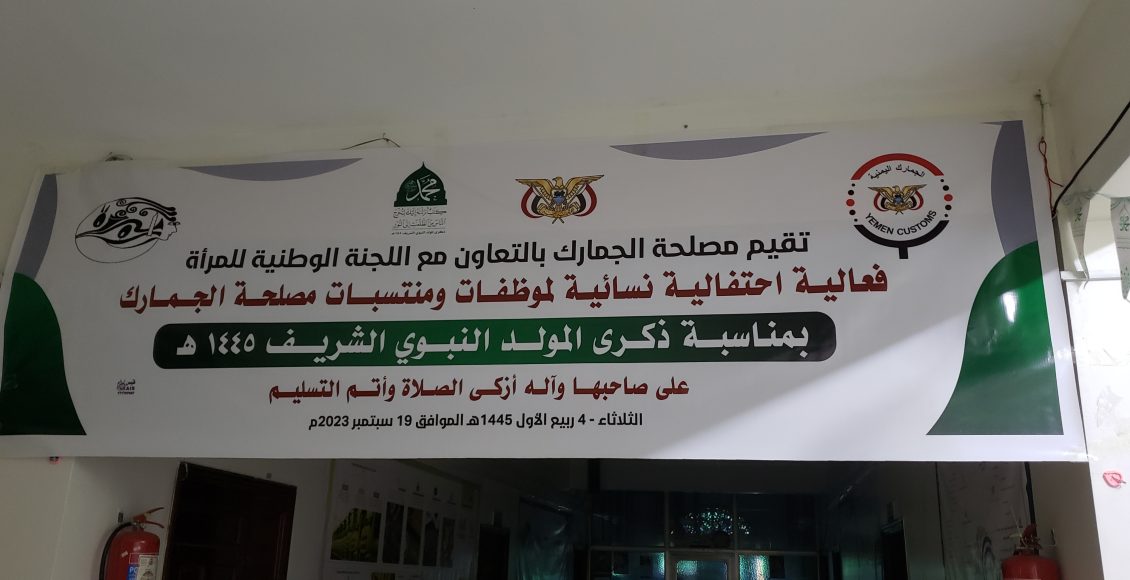 الجمارك اليمنية
YEMEN CUSTOMS
محمد
تقيم مصلحة الجمارك بالتعاون مع اللجنة الوطنية للمرأة
فعالية احتفالية نسائية لموظفات ومنتسبات مصلحة الجمارك
بمناسبة ذكرى المولد النبوي الشريف ١٤٤٥ هـ
على صاحبها وآله أزكى الصلاة وأتم التسليم
الثلاثاء - 4 ربيع الأول 1445هـ الموافق 19 سبتمبر 2023م